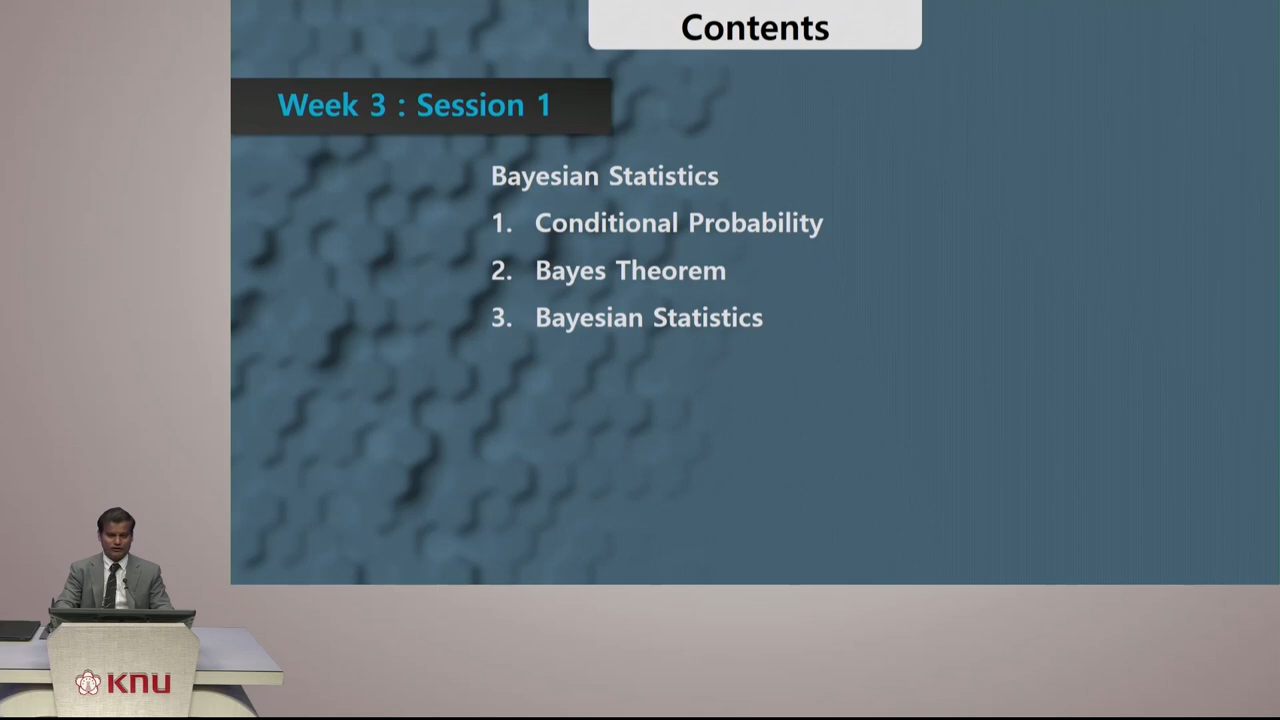 Contents
Week 3 : Session 1
Bayesian Statistics
1. Conditional Probability
2. Bayes Theorem
3. Bayesian Statistics
KNU